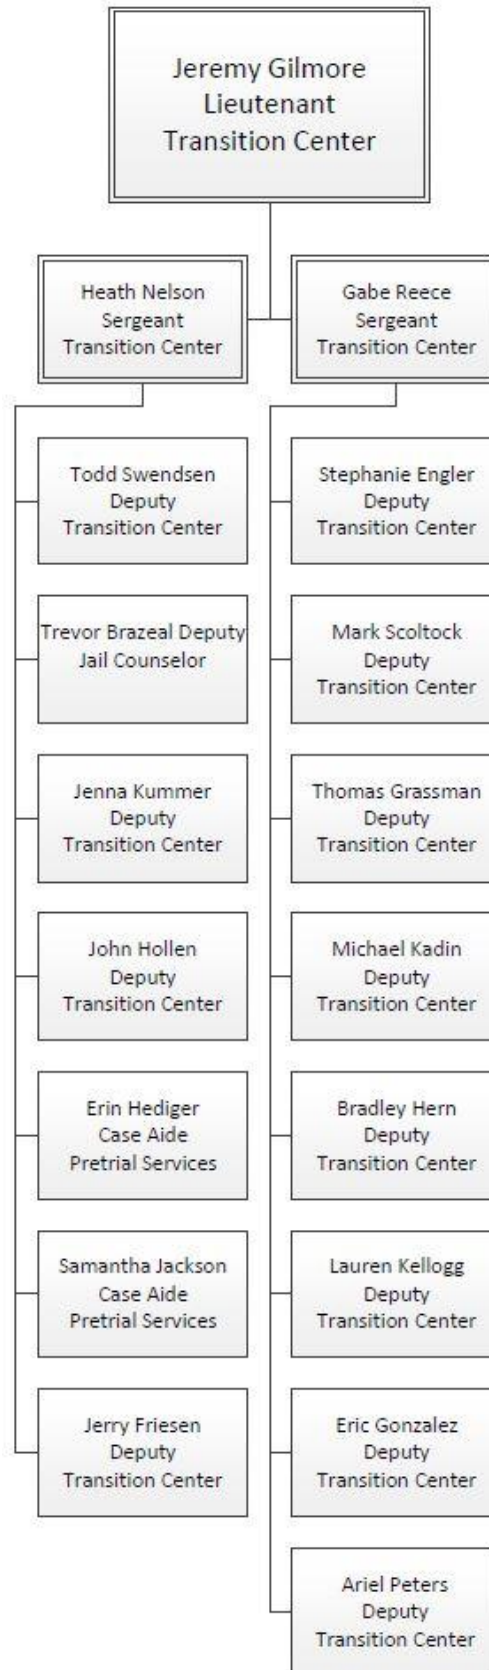 Jeremy Gilmore
Lieutenant
Transition Center
Heath Nelson
Sergeant
Transition Center
Gabe Reece
Sergeant
Transition Center
Todd Swendsen
Deputy
Transition Center
Trevor Brazeal Deputy
Jail Counselor
Jenna Kummer
Deputy
Transition Center
John Hollen
Deputy
Transition Center
Erin Hediger
Case Aide
Pretrial Services
Samantha Jackson
Case Aide
Pretrial Services
Jerry Friesen
Deputy
Transition Center
Stephanie Engler
Deputy
Transition Center
Mark Scoltock
Deputy
Transition Center
Thomas Grassman
Deputy
Transition Center
Michael Kadin
Deputy
Transition Center
Bradley Hern
Deputy
Transition Center
Lauren Kellogg
Deputy
Transition Center
Eric Gonzalez
Deputy
Transition Center
Ariel Peters
Deputy
Transition Center